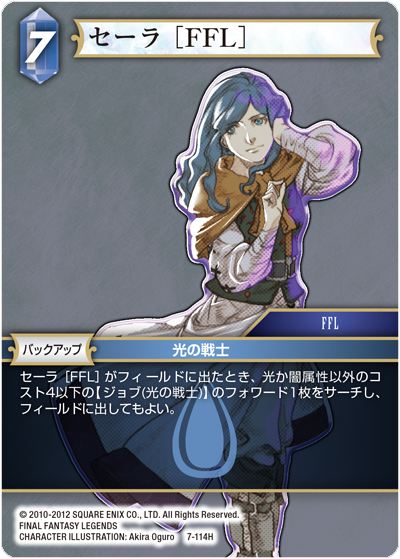 7
セーラ［FFL］
FFL
バックアップ
光の戦士
セーラ［FFL］がフィールドに出たとき、光か闇属性以外のコ
スト4以下の【ジョブ(光の戦士)】のフォワード1枚をサーチし、
フィールドに出してもよい。
© 2010-2012 SQUARE ENIX CO., LTD. All Rights Reserved.
FINAL FANTASY LEGENDS
CHARACTER ILLUSTRATION: Akira Oguro 7-114H